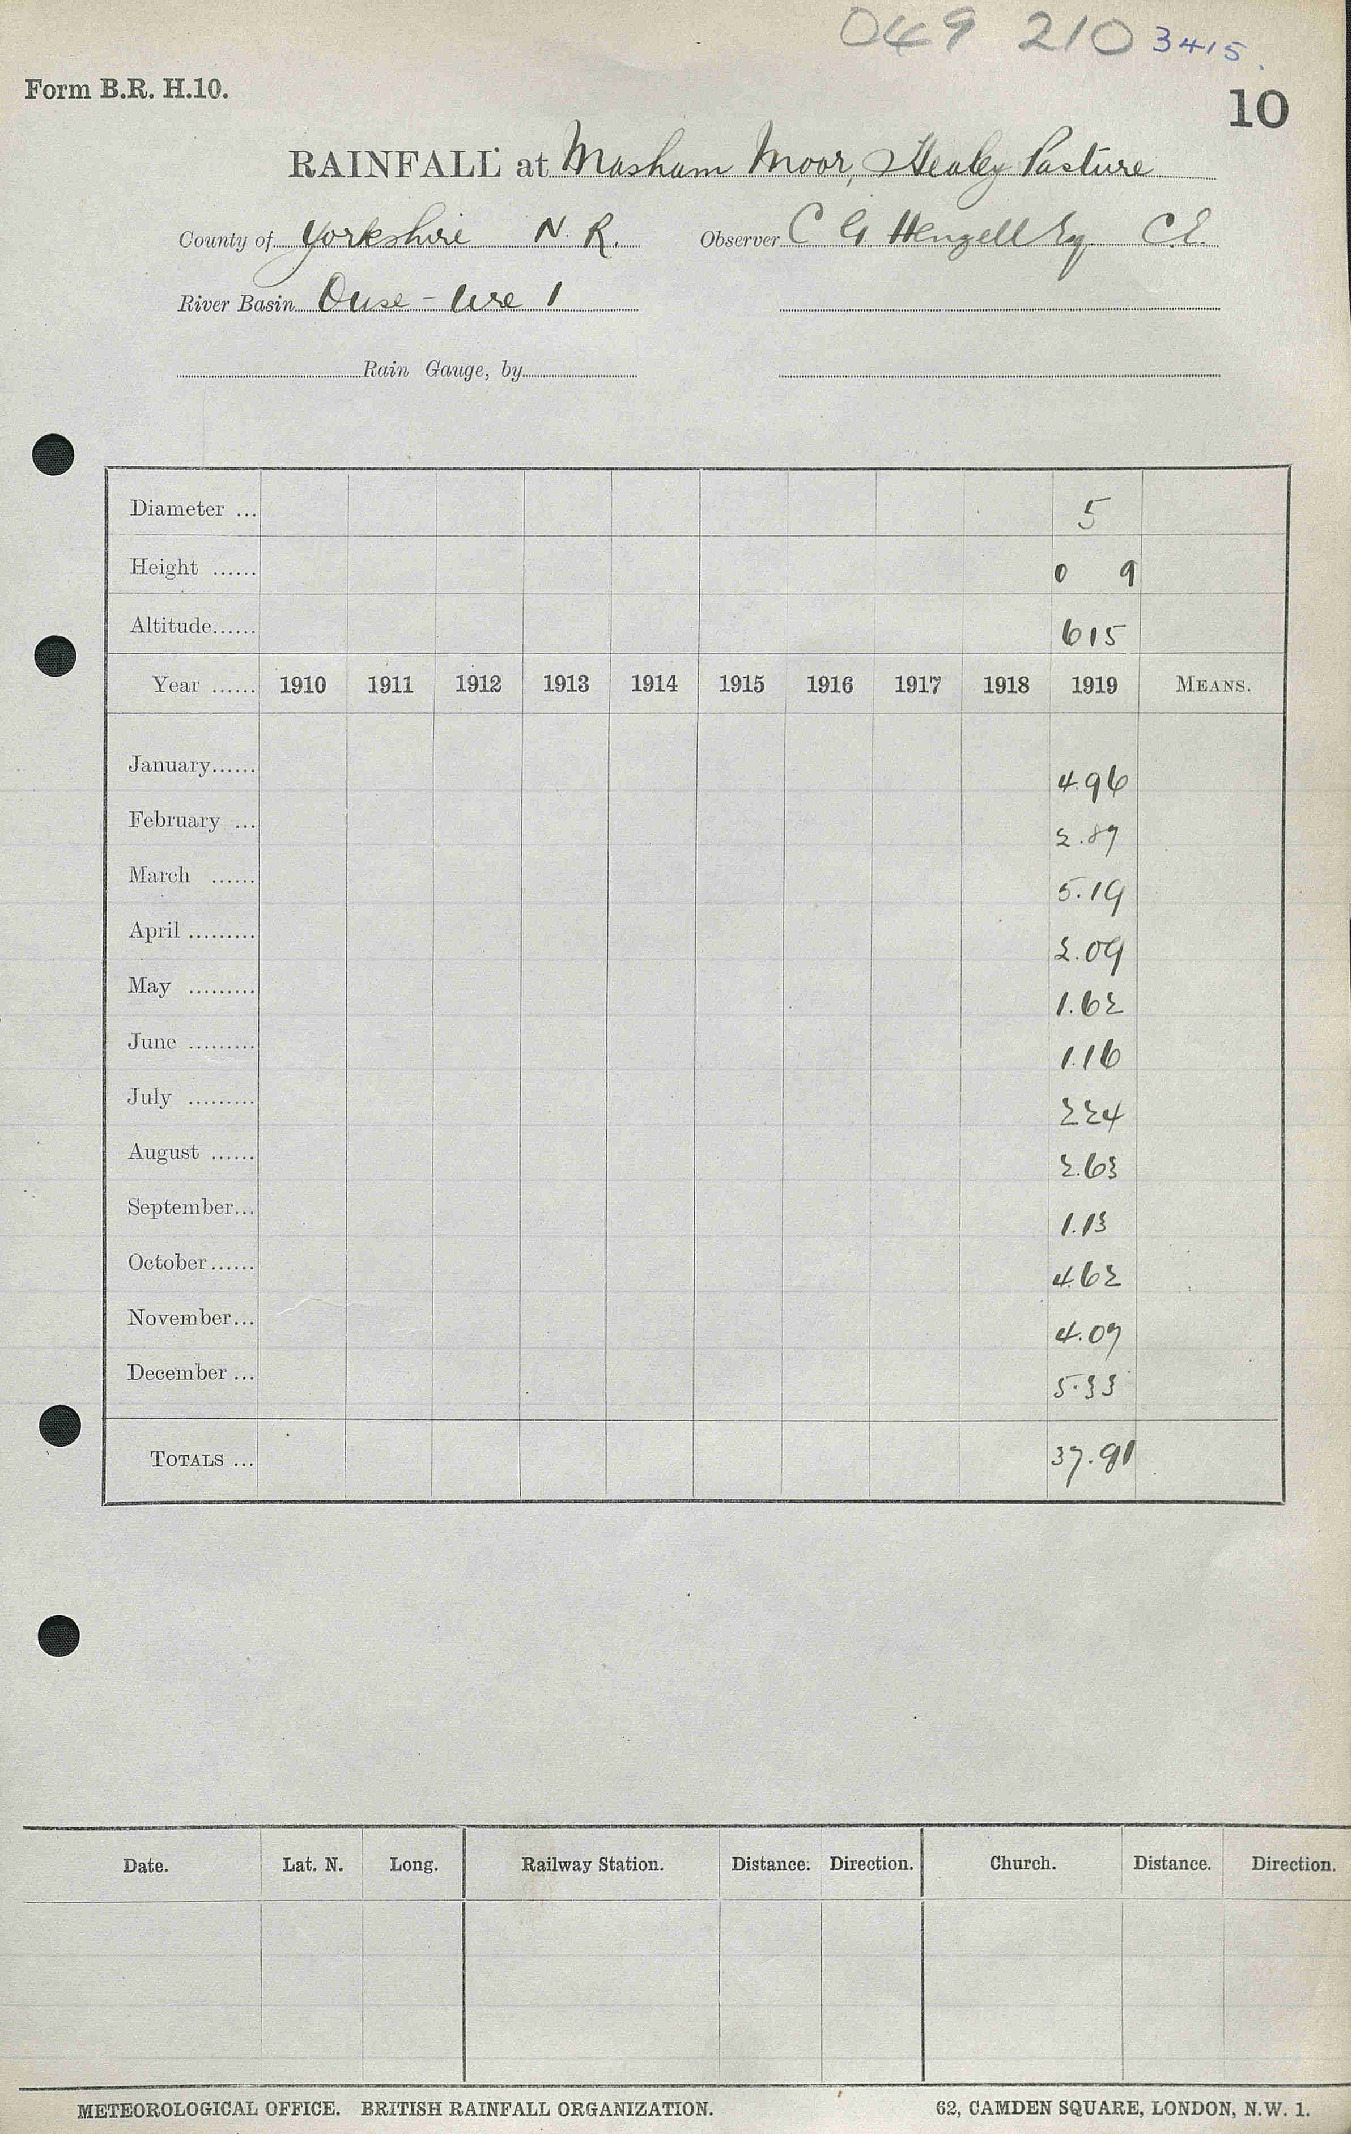 049 210 3415.
Form B.R. H.10.
10
RAINFALL at Masham Moor, Healey Pasture
County of Yorkshire N. R. Observer C G Hengell Esq C.E.
River Basin Ouse - Ure 1
Rain Gauge, by
Diameter ... 5
Height ...... 0 9
Altitude...... 615
Year ...... 1910 1911 1912 1913 1914 1915 1916 1917 1918 1919 MEANS.
January...... 4.96
February ... 2.87
March ...... 5.19
April ......... 2.09
May ......... 1.62
June ......... 1.16
July ......... 2.24
August ...... 2.63
September... 1.13
October...... 4.62
November... 4.07
December ... 5.33
TOTALS ... 37.91
Date. Lat. N. Long. Railway Station. Distance. Direction. Church. Distance. Direction.
METEOROLOGICAL OFFICE. BRITISH RAINFALL ORGANIZATION. 62, CAMDEN SQUARE, LONDON, N.W. 1.